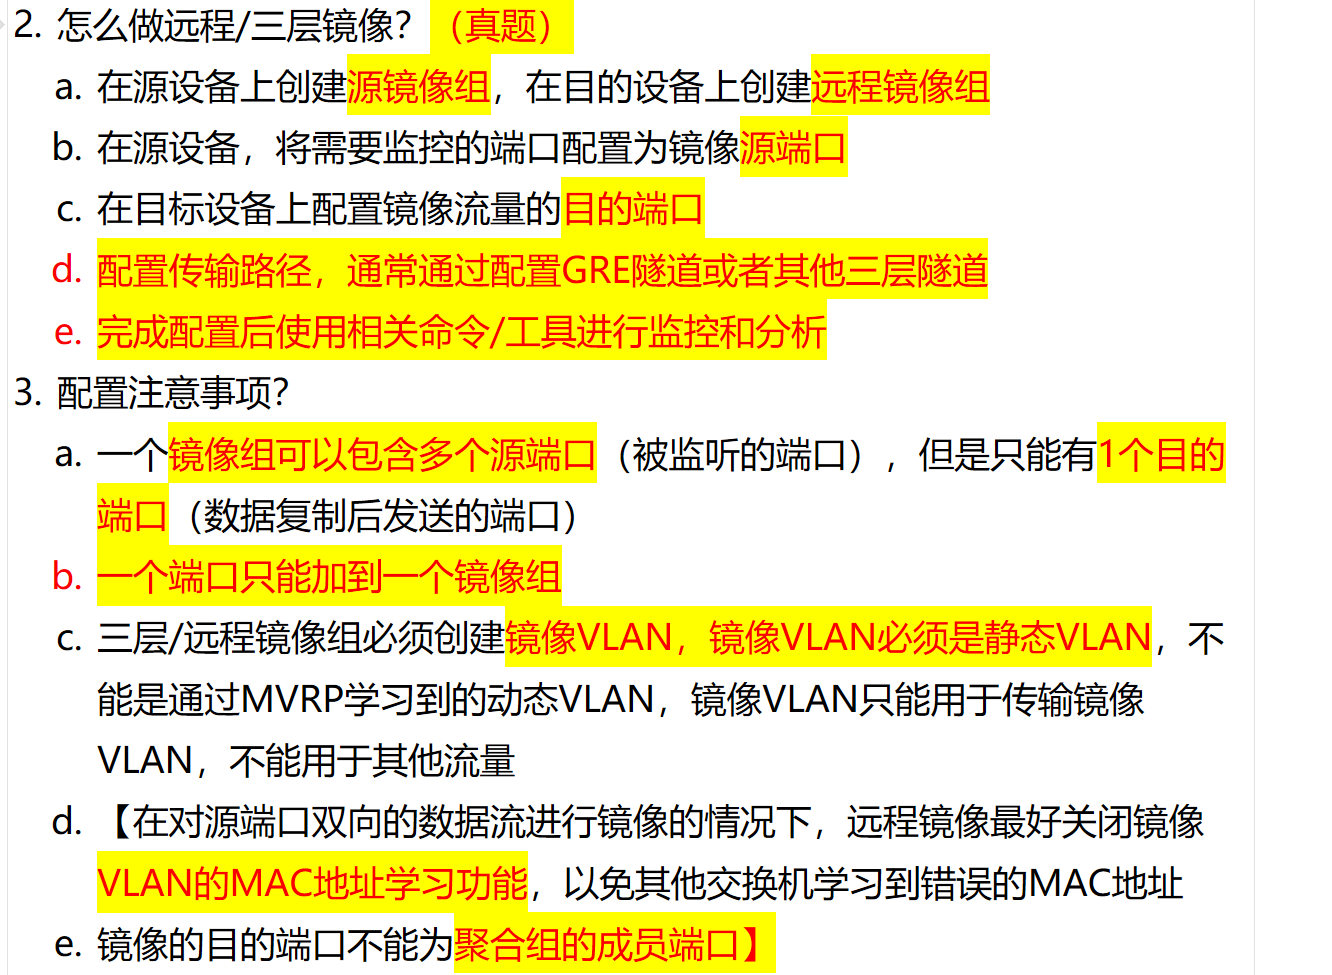 2. 怎么做远程/三层镜像？（真题）
a. 在源设备上创建源镜像组，在目的设备上创建远程镜像组
b. 在源设备，将需要监控的端口配置为镜像源端口
c. 在目标设备上配置镜像流量的目的端口
d. 配置传输路径，通常通过配置GRE隧道或者其他三层隧道
e. 完成配置后使用相关命令/工具进行监控和分析
3. 配置注意事项？
a. 一个镜像组可以包含多个源端口（被监听的端口），但是只能有1个目的
端口（数据复制后发送的端口）
b. 一个端口只能加到一个镜像组
c. 三层/远程镜像组必须创建镜像VLAN，镜像VLAN必须是静态VLAN，不
能是通过MVRP学习到的动态VLAN，镜像VLAN只能用于传输镜像
VLAN，不能用于其他流量
d. 【在对源端口双向的数据流进行镜像的情况下，远程镜像最好关闭镜像
VLAN的MAC地址学习功能，以免其他交换机学习到错误的MAC地址
e. 镜像的目的端口不能为聚合组的成员端口】